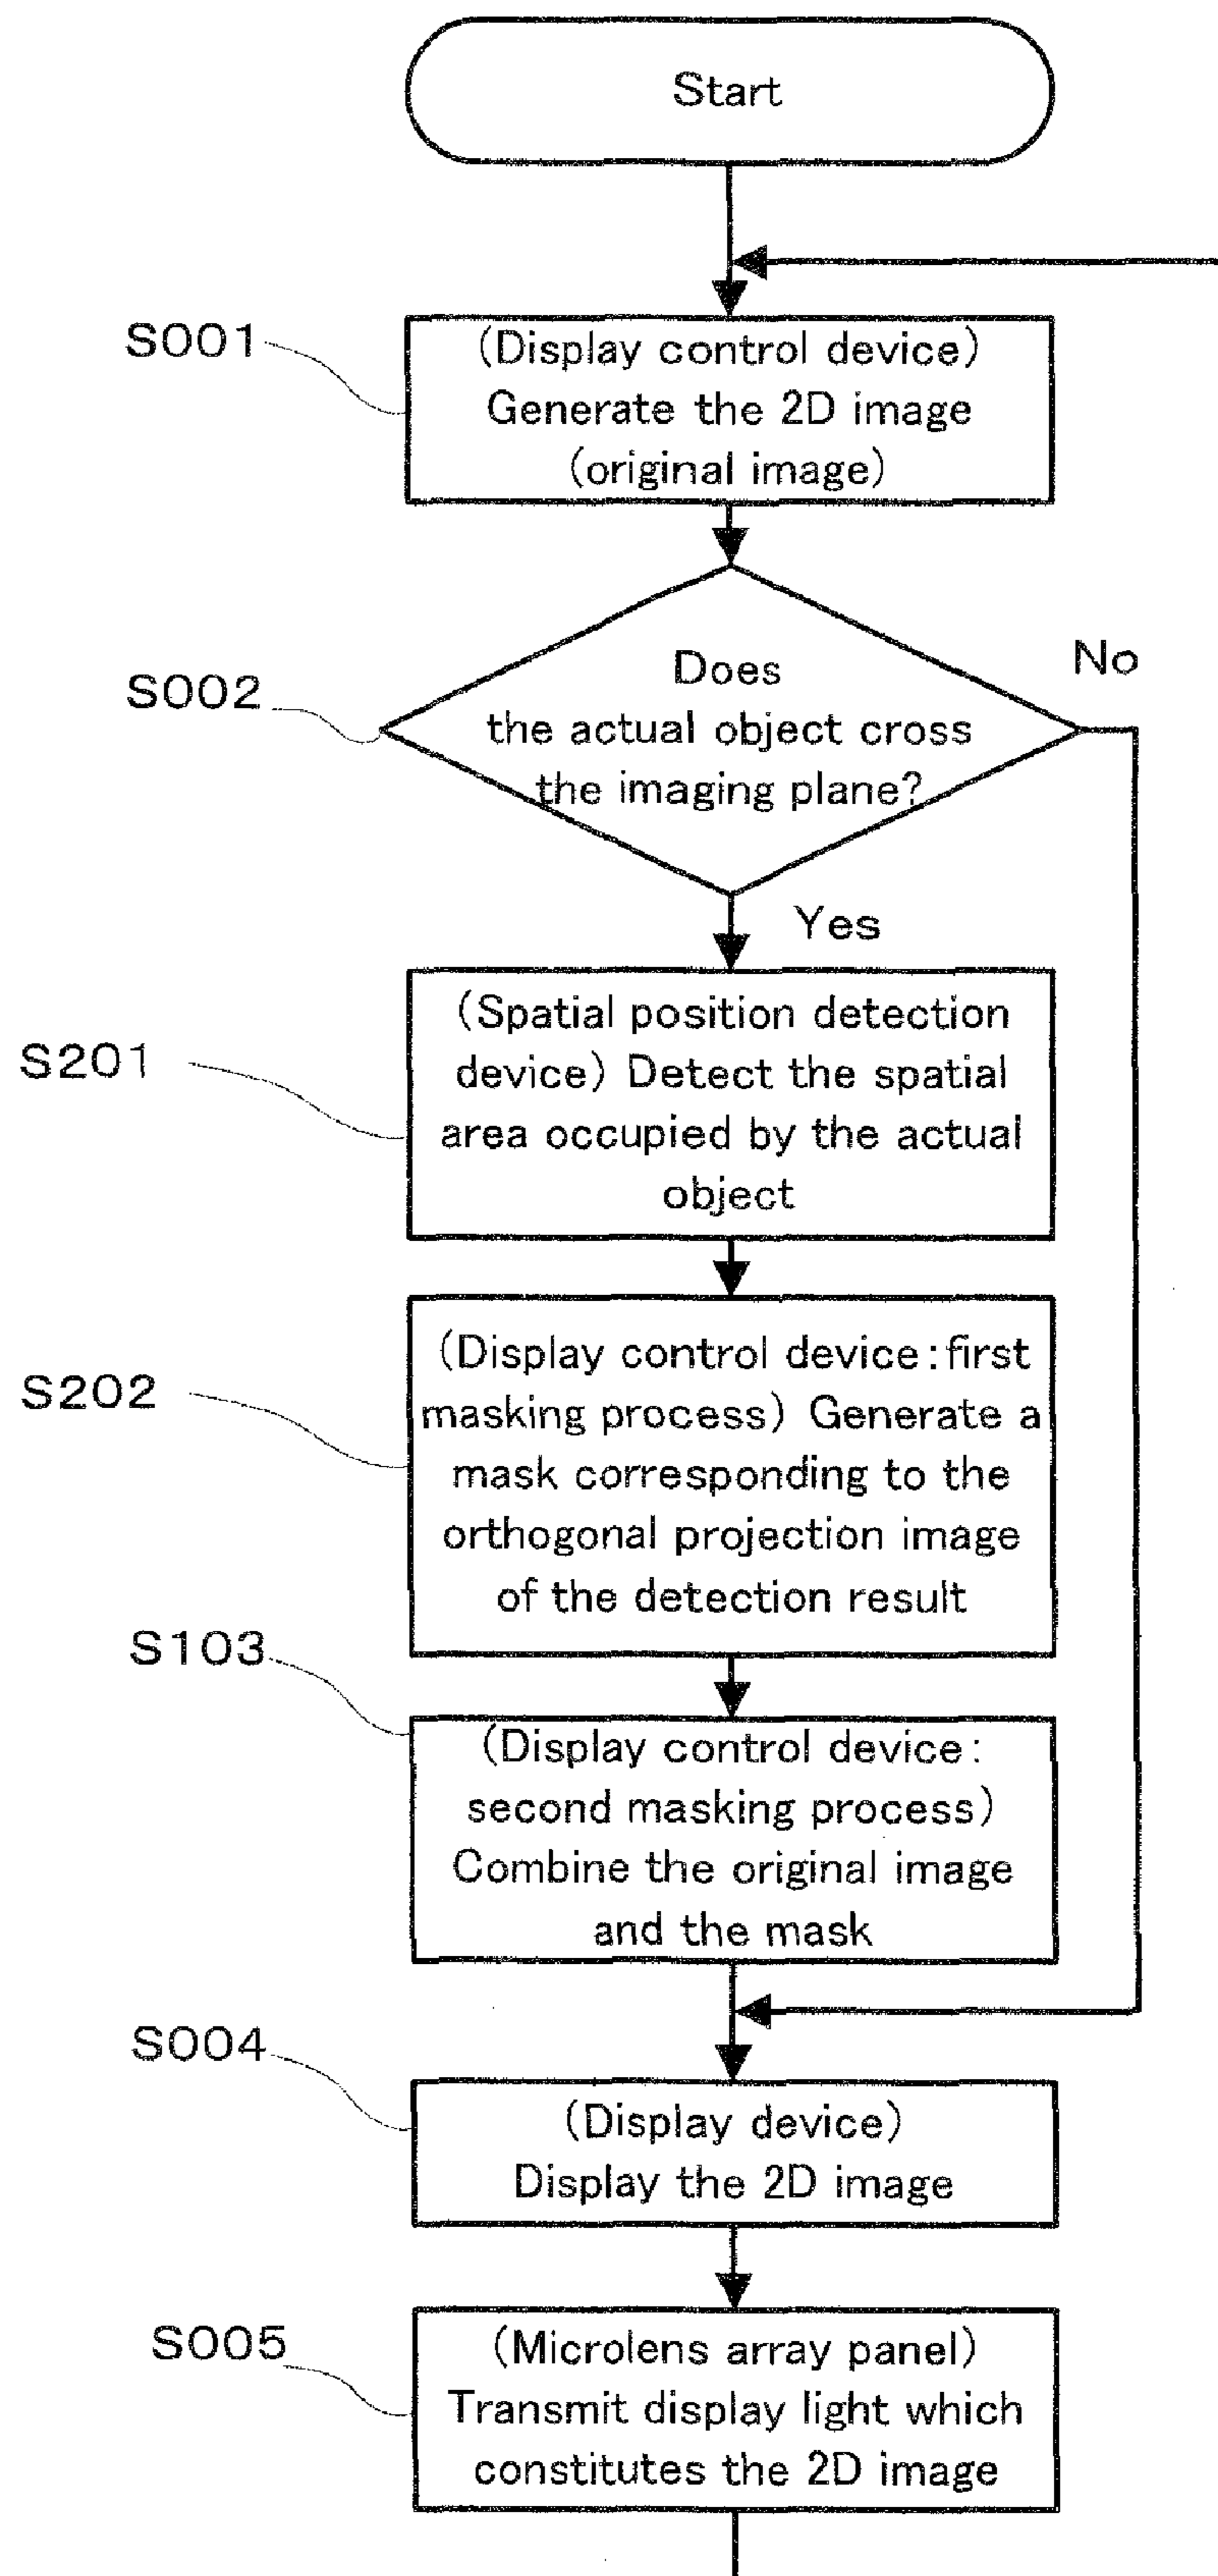 Start
S001
(Display control device)
Generate the 2D image
(original image)
S002
Does
the actual object cross
the imaging plane?
No
Yes
S201
(Spatial position detection
device) Detect the spatial
area occupied by the actual
object
S202
(Display control device:first
masking process) Generate a
mask corresponding to the
orthogonal projection image
of the detection result
S103
(Display control device:
second masking process)
Combine the original image
and the mask
S004
(Display device)
Display the 2D image
S005
(Microlens array panel)
Transmit display light which
constitutes the 2D image